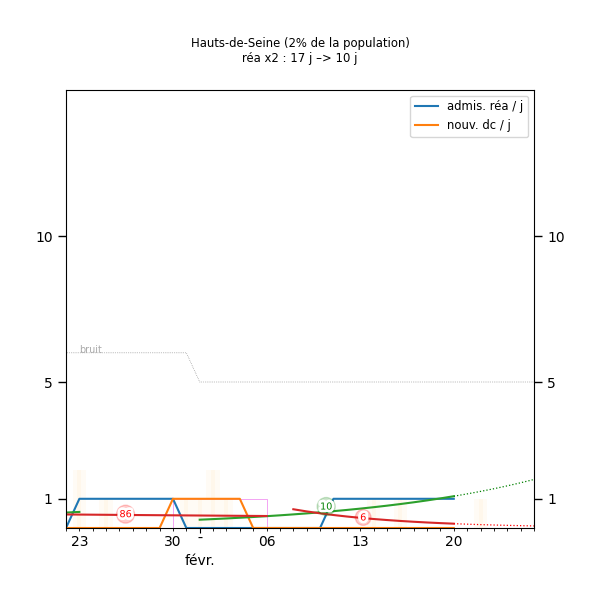 Hauts-de-Seine (2% de la population)
réa x2 : 17 j –> 10 j
admis. réa / j
nouv. dc / j
10 10
bruit
5 5
86
10
6
1 1
23 30 - 06 13 20
févr.